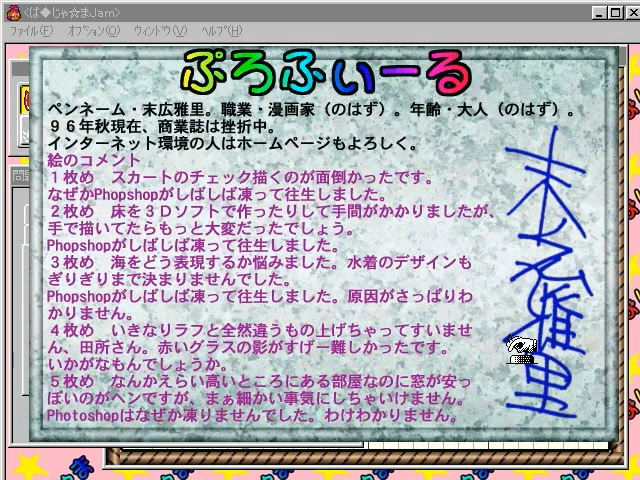 <ぱ◆じゃ☆まJam>
ファイル(F) オプション(O) ウィンドウ(W) ヘルプ(H)
ぷろふぃーる
ペンネーム・末広雅里。職業・漫画家（のはず）。年齢・大人（のはず）。
９６年秋現在、商業誌は挫折中。
インターネット環境の人はホームページもよろしく。
絵のコメント
１枚め　スカートのチェック描くのが面倒かったです。
なぜかPhopshopがしばしば凍って往生しました。
２枚め　床を３Ｄソフトで作ったりして手間がかかりましたが、
手で描いてたらもっと大変だったでしょう。
Phopshopがしばしば凍って往生しました。
３枚め　海をどう表現するか悩みました。水着のデザインも
ぎりぎりまで決まりませんでした。
Phopshopがしばしば凍って往生しました。原因がさっぱりわ
かりません。
４枚め　いきなりラフと全然違うもの上げちゃってすいませ
ん、田所さん。赤いグラスの影がすげー難しかったです。
いかがなもんでしょうか。
５枚め　なんかえらい高いところにある部屋なのに窓が安っ
ぽいのがヘンですが、まぁ細かい事気にしちゃいけません。
Photoshopはなぜか凍りませんでした。わけわかりません。
末広雅里